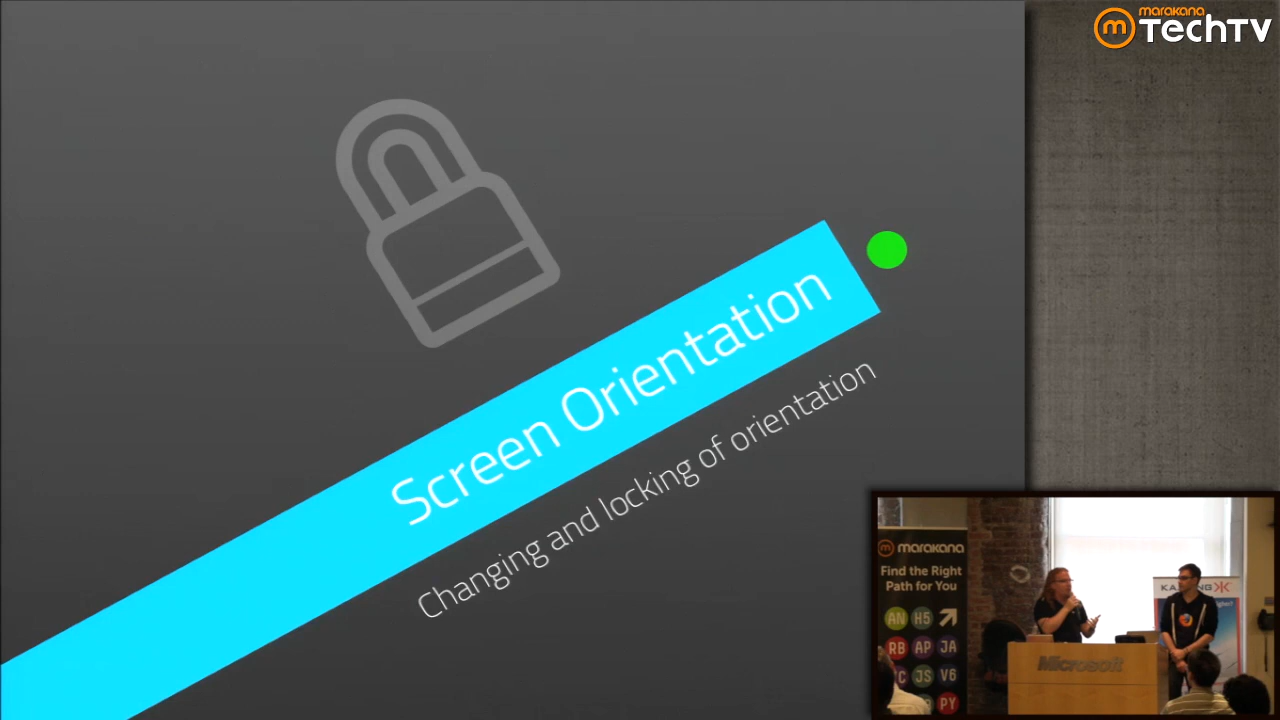 marakana
TechTV
Screen Orientation
Changing and locking of orientation
marakana
Find the Right
Path for You
AN H5
RB AP JA
JS V6
PY
Microsoft